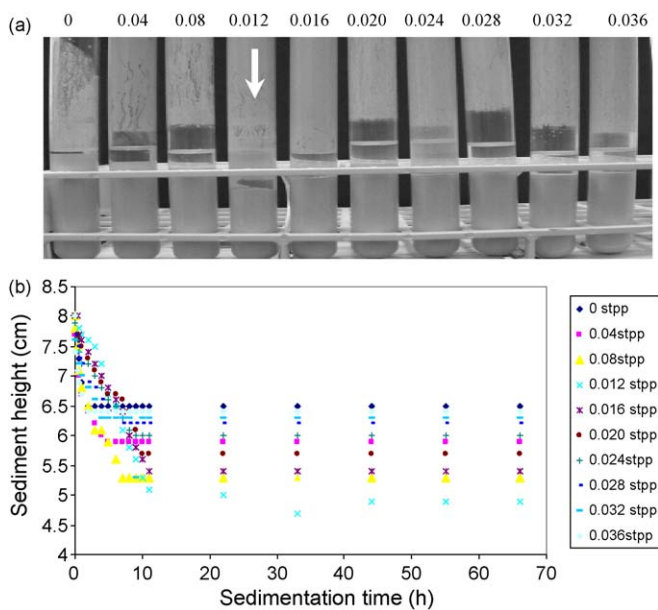 (a) 0 0.04 0.08 0.012 0.016 0.020 0.024 0.028 0.032 0.036
(b)
8.5
8
7.5
7
6.5
6
5.5
5
4.5
4
Sediment height (cm)
0 10 20 30 40 50 60 70
Sedimentation time (h)
0 stpp
0.04stpp
0.08stpp
0.012 stpp
0.016 stpp
0.020 stpp
0.024stpp
0.028 stpp
0.032 stpp
0.036stpp